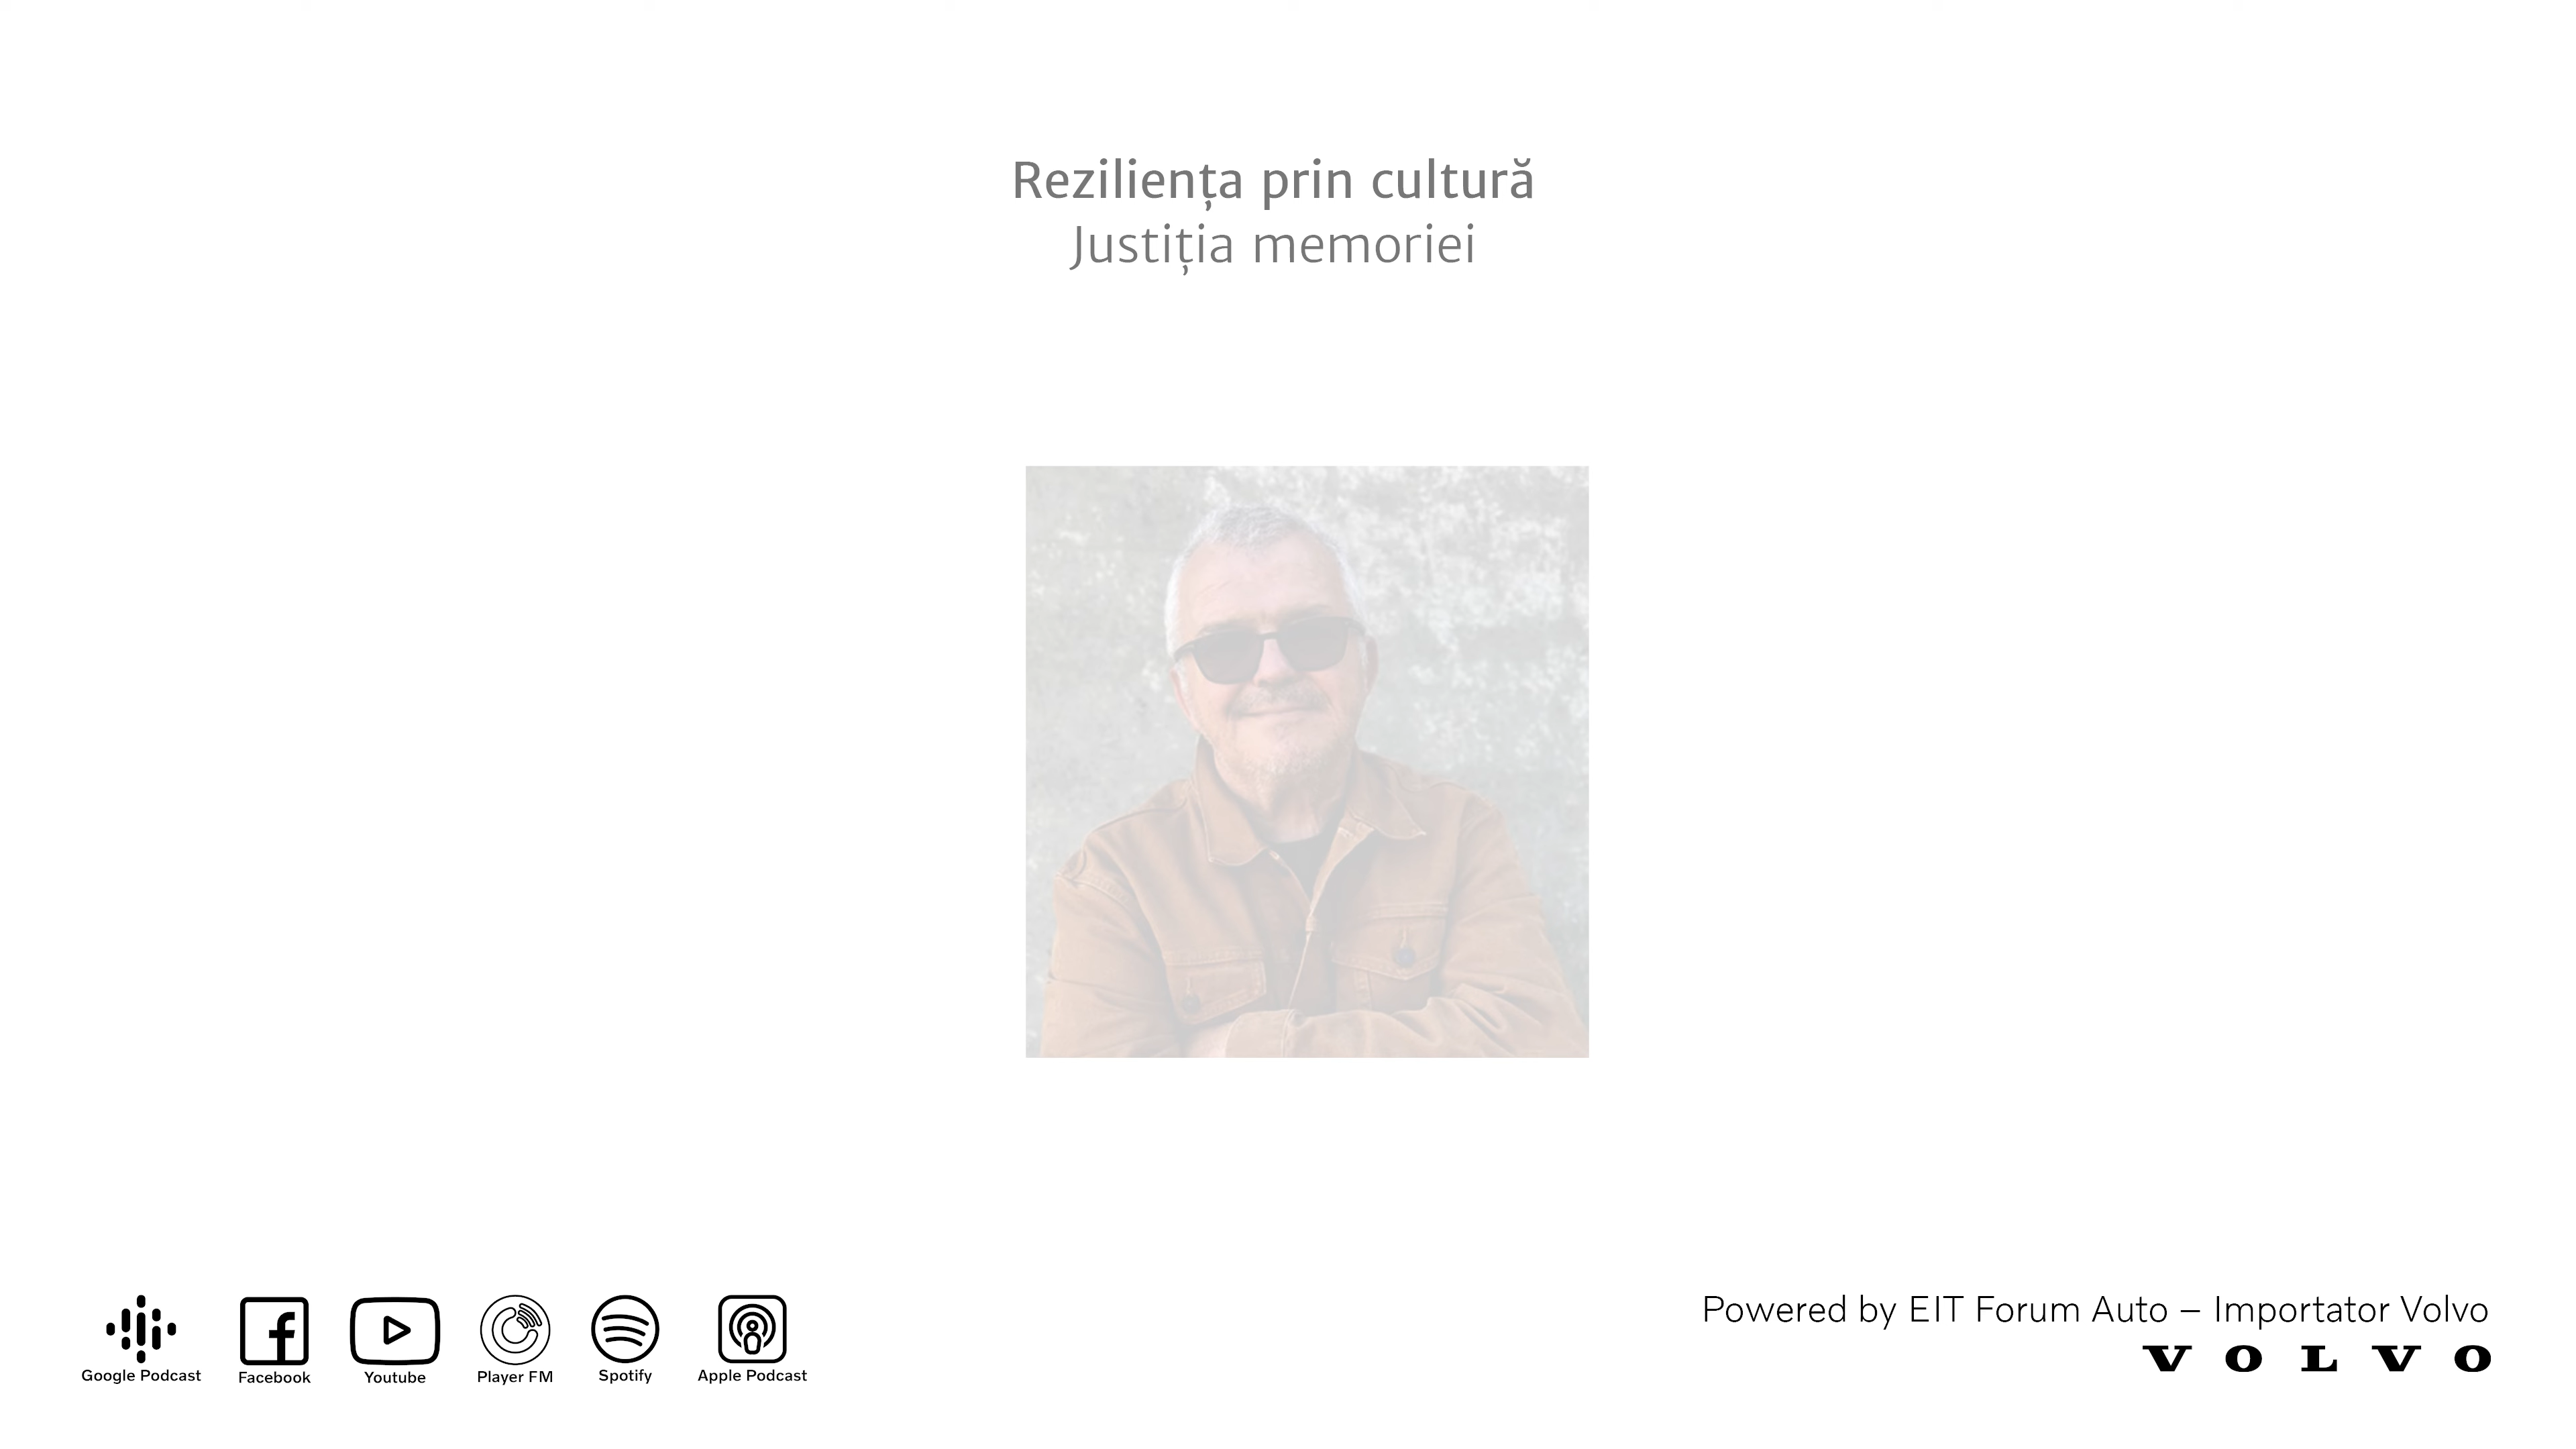 Reziliența prin cultură
Justiția memoriei
Google Podcast
Facebook
Youtube
Player FM
Spotify
Apple Podcast
Powered by EIT Forum Auto – Importator Volvo
VOLVO